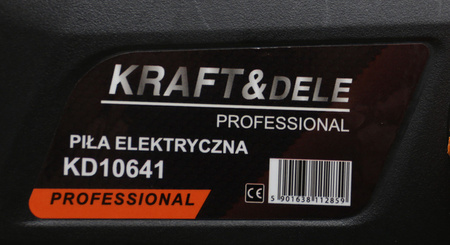 KRAFT&DELE
PROFESSIONAL
PIŁA ELEKTRYCZNA
KD10641
PROFESSIONAL
CE
5 901638 112859